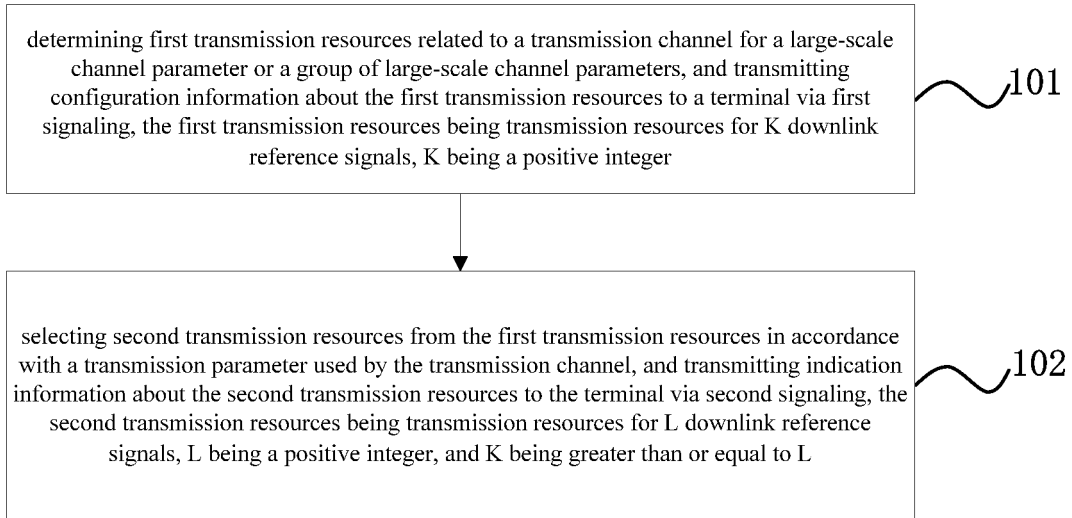 determining first transmission resources related to a transmission channel for a large-scale
channel parameter or a group of large-scale channel parameters, and transmitting
configuration information about the first transmission resources to a terminal via first
signaling, the first transmission resources being transmission resources for K downlink
reference signals, K being a positive integer
101
selecting second transmission resources from the first transmission resources in accordance
with a transmission parameter used by the transmission channel, and transmitting indication
information about the second transmission resources to the terminal via second signaling, the
second transmission resources being transmission resources for L downlink reference
signals, L being a positive integer, and K being greater than or equal to L
102